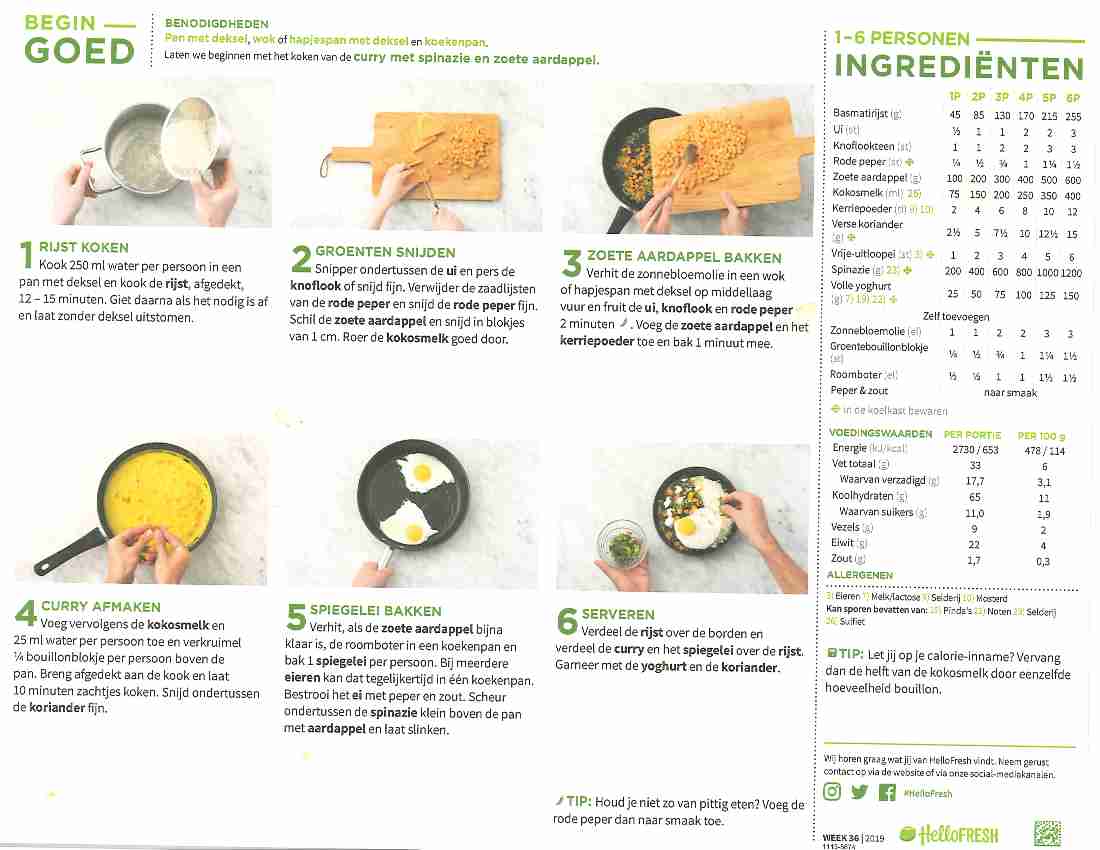 BEGIN
GOED
BENODIGDHEDEN
Pan met deksel, wok of hapjespan met deksel en koekenpan.
Laten we beginnen met het koken van de curry met spinazie en zoete aardappel.
1 RIJST KOKEN
Kook 250 ml water per persoon in een
pan met deksel en kook de rijst, afgedekt,
12 – 15 minuten. Giet daarna als het nodig is af
en laat zonder deksel uitstomen.
2 GROENTEN SNIJDEN
Snipper ondertussen de ui en pers de
knoflook of snijd fijn. Verwijder de zaadlijsten
van de rode peper en snijd de rode peper fijn.
Schil de zoete aardappel en snijd in blokjes
van 1 cm. Roer de kokosmelk goed door.
3 ZOETE AARDAPPEL BAKKEN
Verhit de zonnebloemolie in een wok
of hapjespan met deksel op middellaag
vuur en fruit de ui, knoflook en rode peper
2 minuten. Voeg de zoete aardappel en het
kerriepoeder toe en bak 1 minuut mee.
4 CURRY AFMAKEN
Voeg vervolgens de kokosmelk en
25 ml water per persoon toe en verkruimel
¼ bouillonblokje per persoon boven de
pan. Breng afgedekt aan de kook en laat
10 minuten zachtjes koken. Snijd ondertussen
de koriander fijn.
5 SPIEGELEI BAKKEN
Verhit, als de zoete aardappel bijna
klaar is, de roomboter in een koekenpan en
bak 1 spiegelei per persoon. Bij meerdere
eieren kan dat tegelijkertijd in één koekenpan.
Bestrooi het ei met peper en zout. Scheur
ondertussen de spinazie klein boven de pan
met aardappel en laat slinken.
6 SERVEREN
Verdeel de rijst over de borden en
verdeel de curry en het spiegelei over de rijst.
Garneer met de yoghurt en de koriander.
TIP: Houd je niet zo van pittig eten? Voeg de
rode peper dan naar smaak toe.
1–6 PERSONEN
INGREDIËNTEN
1P 2P 3P 4P 5P 6P
Basmatirijst (g) 45 85 130 170 215 255
Ui (st) ½ 1 1 2 2 3
Knoflookteen (st) 1 1 2 2 3 3
Rode peper (st) ¼ ½ ¾ 1 1¼ 1½
Zoete aardappel (g) 100 200 300 400 500 600
Kokosmelk (ml) 26) 75 150 200 250 350 400
Kerriepoeder (tl) 9) 10) 2 4 6 8 10 12
Verse koriander
(g) 2½ 5 7½ 10 12½ 15
Vrije-uitloopei (st) 3) 1 2 3 4 5 6
Spinazie (g) 23) 200 400 600 800 1000 1200
Volle yoghurt
(g) 7) 19) 22) 25 50 75 100 125 150
Zelf toevoegen
Zonnebloemolie (el) 1 1 2 2 3 3
Groentebouillonblokje
(st) ¼ ½ ¾ 1 1¼ 1½
Roomboter (el) ½ ½ 1 1 1½ 1½
Peper & zout naar smaak
in de koelkast bewaren
VOEDINGSWAARDEN PER PORTIE PER 100 g
Energie (kJ/kcal) 2730 / 653 478 / 114
Vet totaal (g) 33 6
Waarvan verzadigd (g) 17,7 3,1
Koolhydraten (g) 65 11
Waarvan suikers (g) 11,0 1,9
Vezels (g) 9 2
Eiwit (g) 22 4
Zout (g) 1,7 0,3
ALLERGENEN
3) Eieren 7) Melk/lactose 9) Selderij 10) Mosterd
Kan sporen bevatten van: Pinda's 22) Noten 23) Selderij
26) Sulfiet
TIP: Let jij op je calorie-inname? Vervang
dan de helft van de kokosmelk door eenzelfde
hoeveelheid bouillon.
Wij horen graag wat jij van HelloFresh vindt. Neem gerust
contact op via de website of via onze social-mediakanalen.
#HelloFresh
WEEK 36 | 2019
HelloFRESH